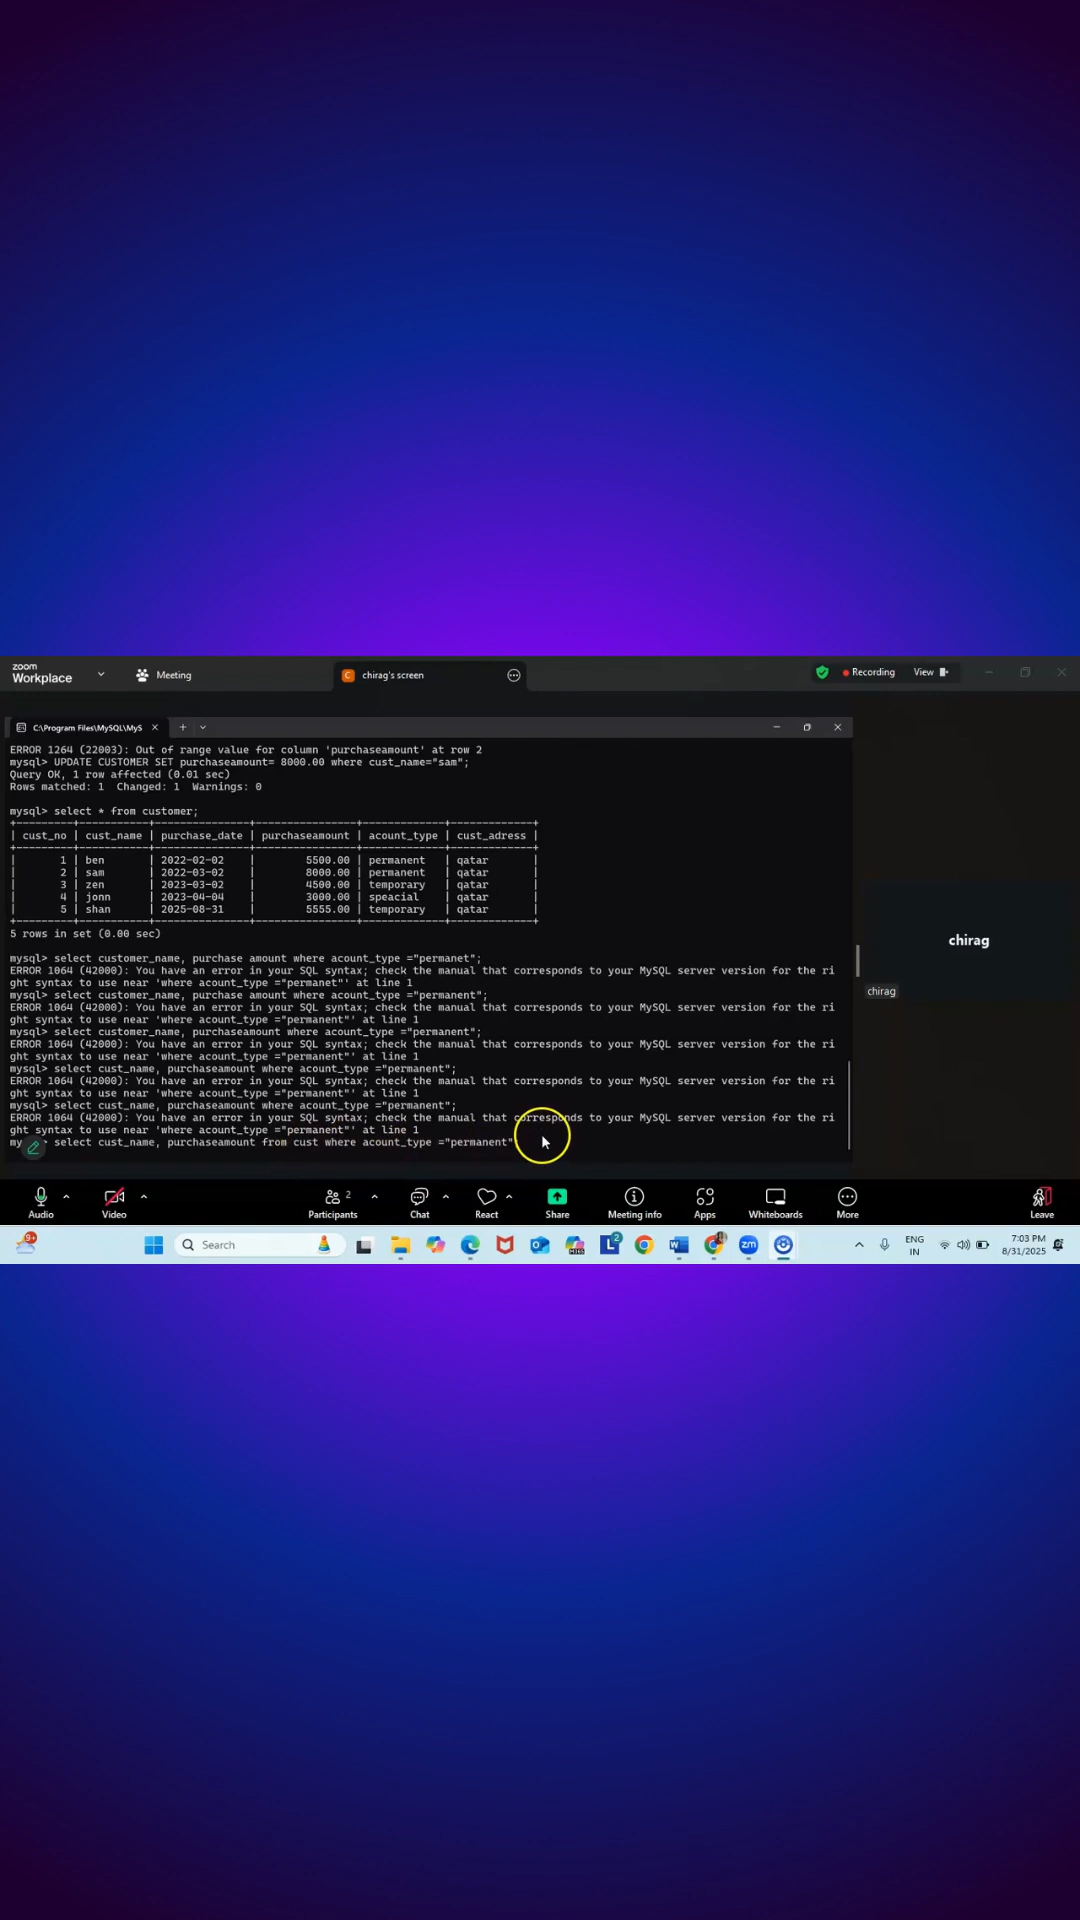 zoom
Workplace
Meeting
chirag's screen
Recording
View
C:\Program Files\MySQL\MyS
ERROR 1264 (22003): Out of range value for column 'purchaseamount' at row 2
mysql> UPDATE CUSTOMER SET purchaseamount= 8000.00 where cust_name="sam";
Query OK, 1 row affected (0.01 sec)
Rows matched: 1  Changed: 1  Warnings: 0
mysql> select * from customer;
+---------+-----------+---------------+----------------+-------------+-------------+
| cust_no | cust_name | purchase_date | purchaseamount | acount_type | cust_adress |
+---------+-----------+---------------+----------------+-------------+-------------+
|       1 | ben       | 2022-02-02    |        5500.00 | permanent   | qatar       |
|       2 | sam       | 2022-03-02    |        8000.00 | permanent   | qatar       |
|       3 | zen       | 2023-03-02    |        4500.00 | temporary   | qatar       |
|       4 | jonn      | 2023-04-04    |        3000.00 | speacial    | qatar       |
|       5 | shan      | 2025-08-31    |        5555.00 | temporary   | qatar       |
+---------+-----------+---------------+----------------+-------------+-------------+
5 rows in set (0.00 sec)
mysql> select customer_name, purchase amount where acount_type ="permanet";
ERROR 1064 (42000): You have an error in your SQL syntax; check the manual that corresponds to your MySQL server version for the ri
ght syntax to use near 'where acount_type ="permanet"' at line 1
mysql> select customer_name, purchase amount where acount_type ="permanent";
ERROR 1064 (42000): You have an error in your SQL syntax; check the manual that corresponds to your MySQL server version for the ri
ght syntax to use near 'where acount_type ="permanent"' at line 1
mysql> select customer_name, purchaseamount where acount_type ="permanent";
ERROR 1064 (42000): You have an error in your SQL syntax; check the manual that corresponds to your MySQL server version for the ri
ght syntax to use near 'where acount_type ="permanent"' at line 1
mysql> select cust_name, purchaseamount where acount_type ="permanent";
ERROR 1064 (42000): You have an error in your SQL syntax; check the manual that corresponds to your MySQL server version for the ri
ght syntax to use near 'where acount_type ="permanent"' at line 1
mysql> select cust_name, purchaseamount where acount_type ="permanent";
ERROR 1064 (42000): You have an error in your SQL syntax; check the manual that corresponds to your MySQL server version for the ri
ght syntax to use near 'where acount_type ="permanent"' at line 1
my select cust_name, purchaseamount from cust where acount_type ="permanent"
chirag
chirag
2
Audio
Video
Participants
Chat
React
Share
Meeting info
Apps
Whiteboards
More
Leave
9+
Search
2
zm
ENG
IN
7:03 PM
8/31/2025